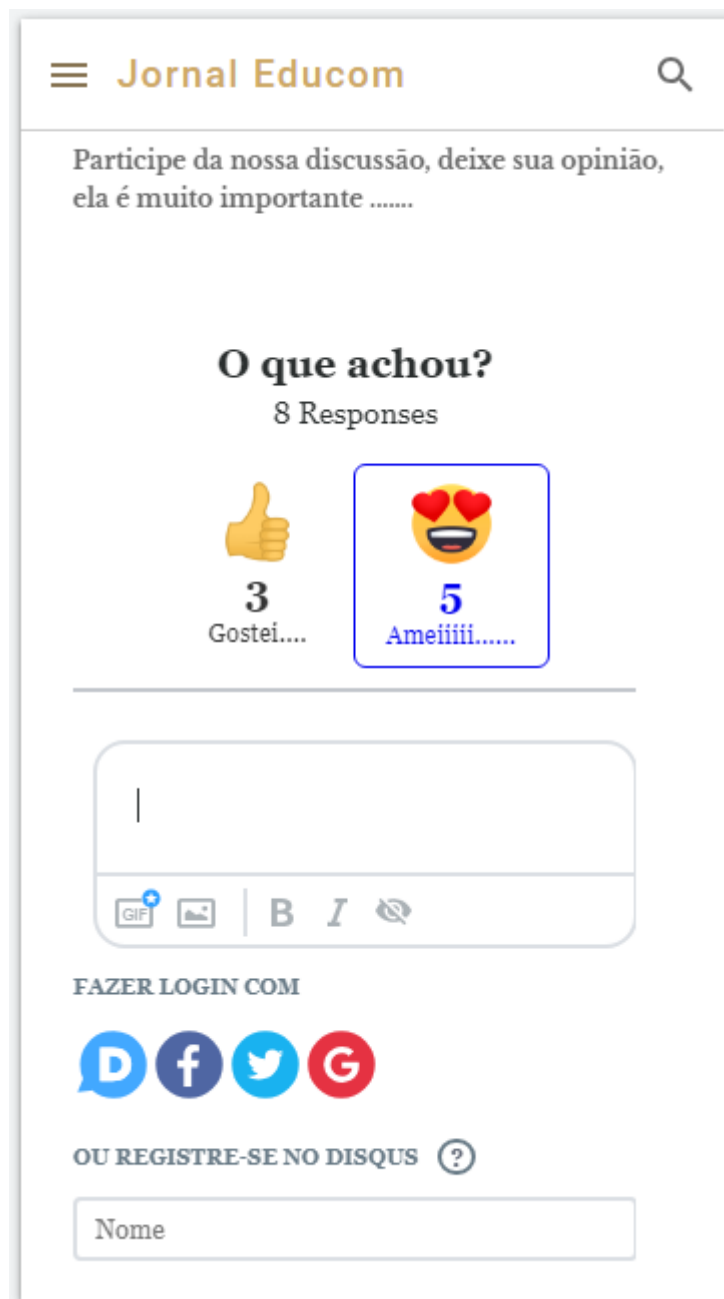 Jornal Educom
Participe da nossa discussão, deixe sua opinião,
ela é muito importante .......
O que achou?
8 Responses
3
Gostei....
5
Ameiiiii......
GIF
B I
FAZER LOGIN COM
D f G
OU REGISTRE-SE NO DISQUS ?
Nome